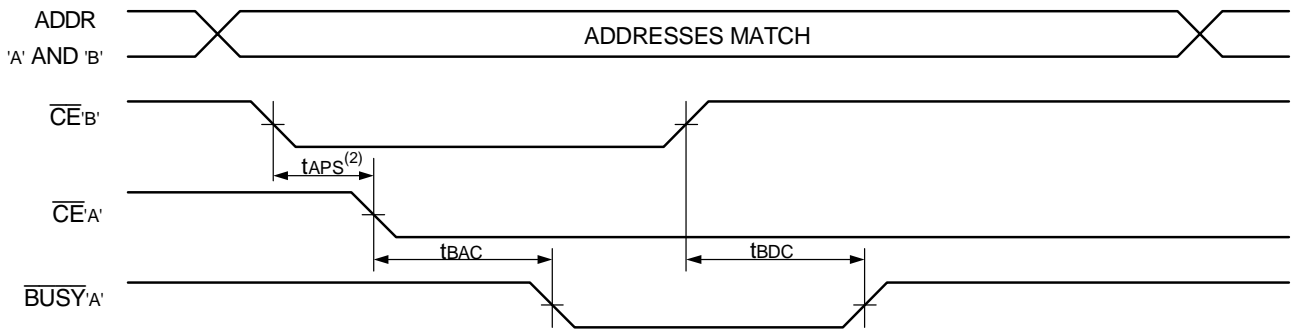 ADDR
'A' AND 'B'
ADDRESSES MATCH
CE'B'
tAPS(2)
CE'A'
tBAC
tBDC
BUSY'A'